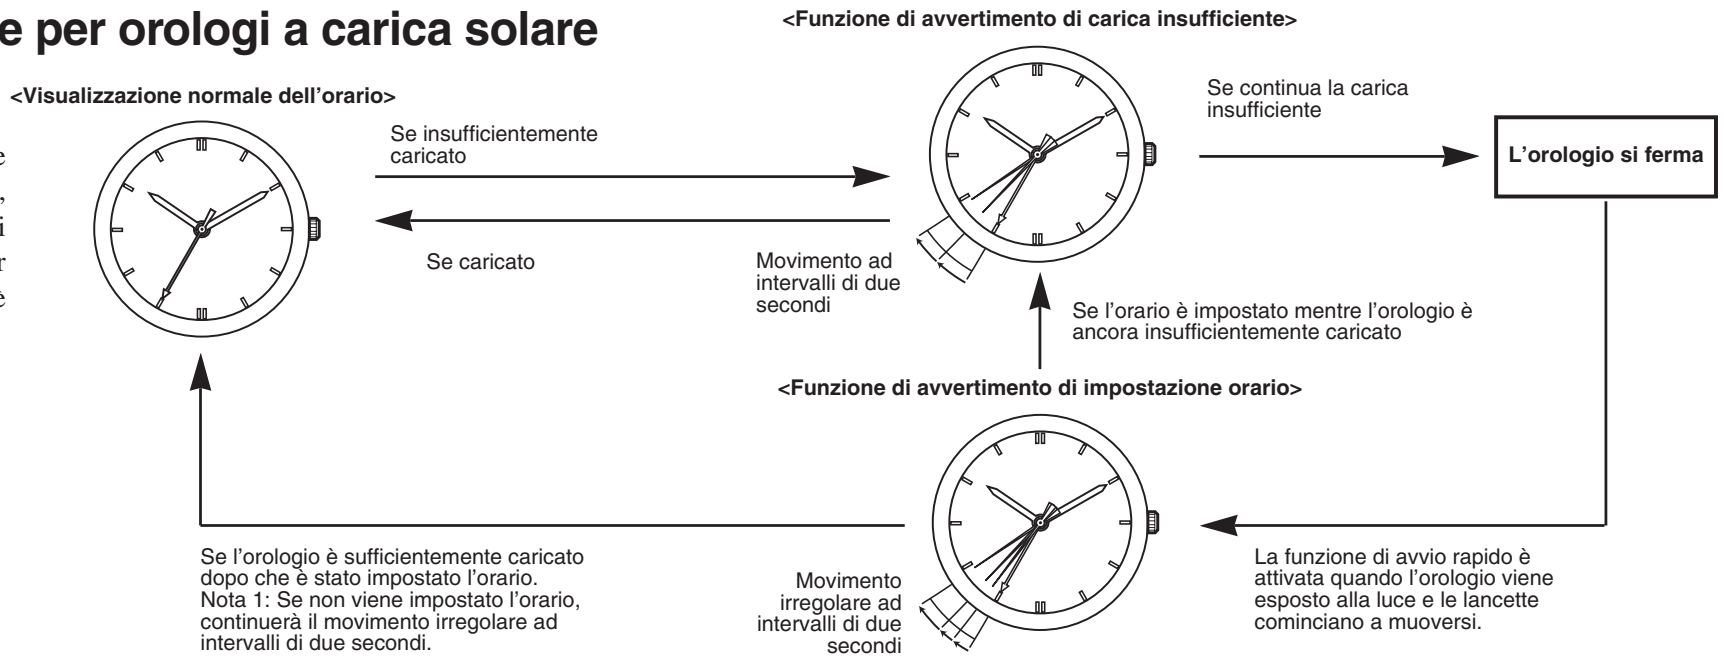 e per orologi a carica solare
<Visualizzazione normale dell'orario>
e
,
i
r
è
Se insufficientemente
caricato
Se caricato
<Funzione di avvertimento di carica insufficiente>
Movimento ad
intervalli di due
secondi
Se continua la carica
insufficiente
L'orologio si ferma
Se l'orario è impostato mentre l'orologio è
ancora insufficientemente caricato
<Funzione di avvertimento di impostazione orario>
Movimento
irregolare ad
intervalli di due
secondi
La funzione di avvio rapido è
attivata quando l'orologio viene
esposto alla luce e le lancette
cominciano a muoversi.
Se l'orologio è sufficientemente caricato
dopo che è stato impostato l'orario.
Nota 1: Se non viene impostato l'orario,
continuerà il movimento irregolare ad
intervalli di due secondi.